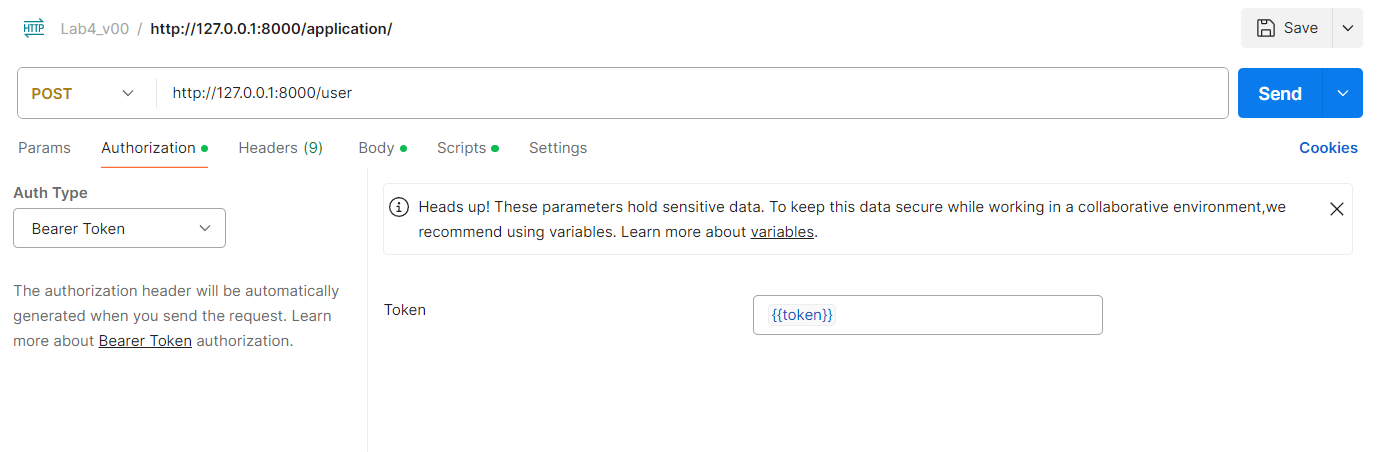 HTTP Lab4_v00 / http://127.0.0.1:8000/application/ Save
POST http://127.0.0.1:8000/user Send
Params Authorization Headers (9) Body Scripts Settings Cookies
Auth Type
Bearer Token
The authorization header will be automatically
generated when you send the request. Learn
more about Bearer Token authorization.
Heads up! These parameters hold sensitive data. To keep this data secure while working in a collaborative environment,we
recommend using variables. Learn more about variables.
Token {{token}}